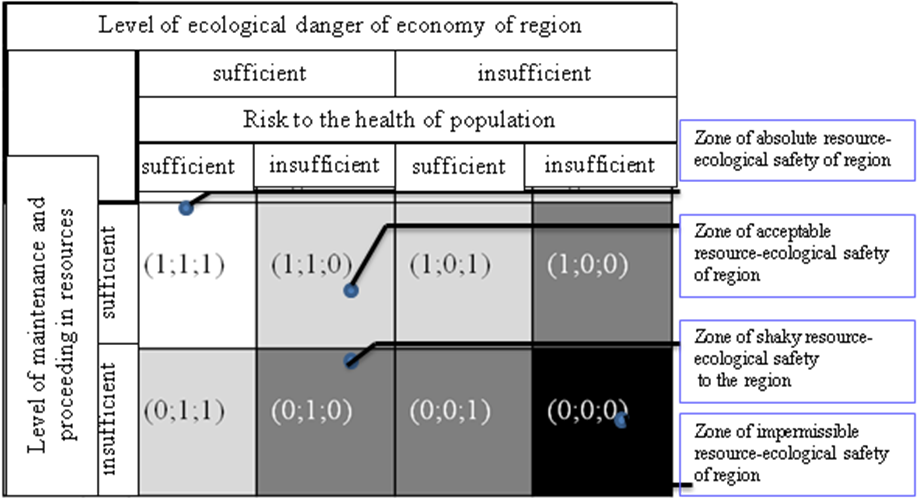 Level of ecological danger of economy of region
sufficient
insufficient
Risk to the health of population
sufficient
insufficient
sufficient
insufficient
Level of maintenance and
proceeding in resources
sufficient
(1;1;1)
(1;1;0)
(1;0;1)
(1;0;0)
insufficient
(0;1;1)
(0;1;0)
(0;0;1)
(0;0;0)
Zone of absolute resource-
ecological safety of region
Zone of acceptable
resource-ecological safety
of region
Zone of shaky resource-
ecological safety
to the region
Zone of impermissible
resource-ecological safety
of region